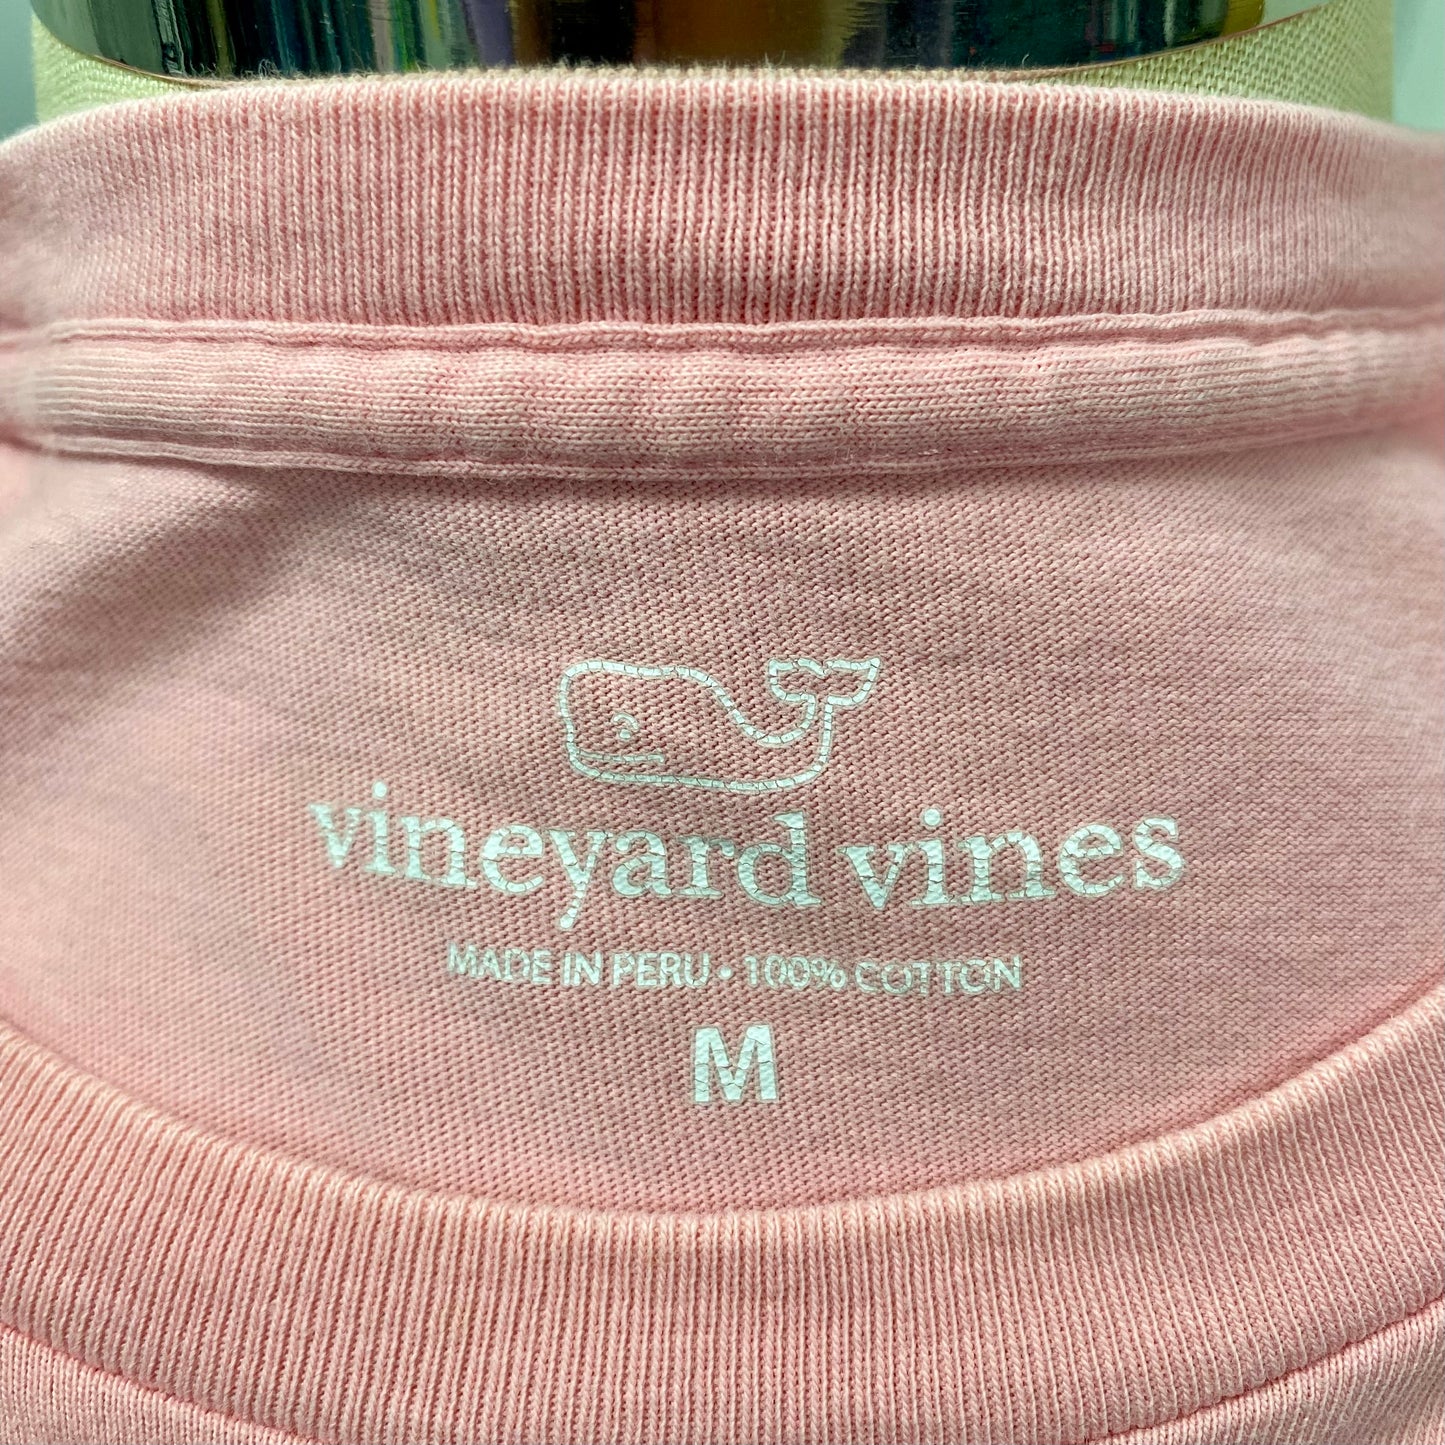 vineyard vines
MADE IN PERU • 100% COTTON
M